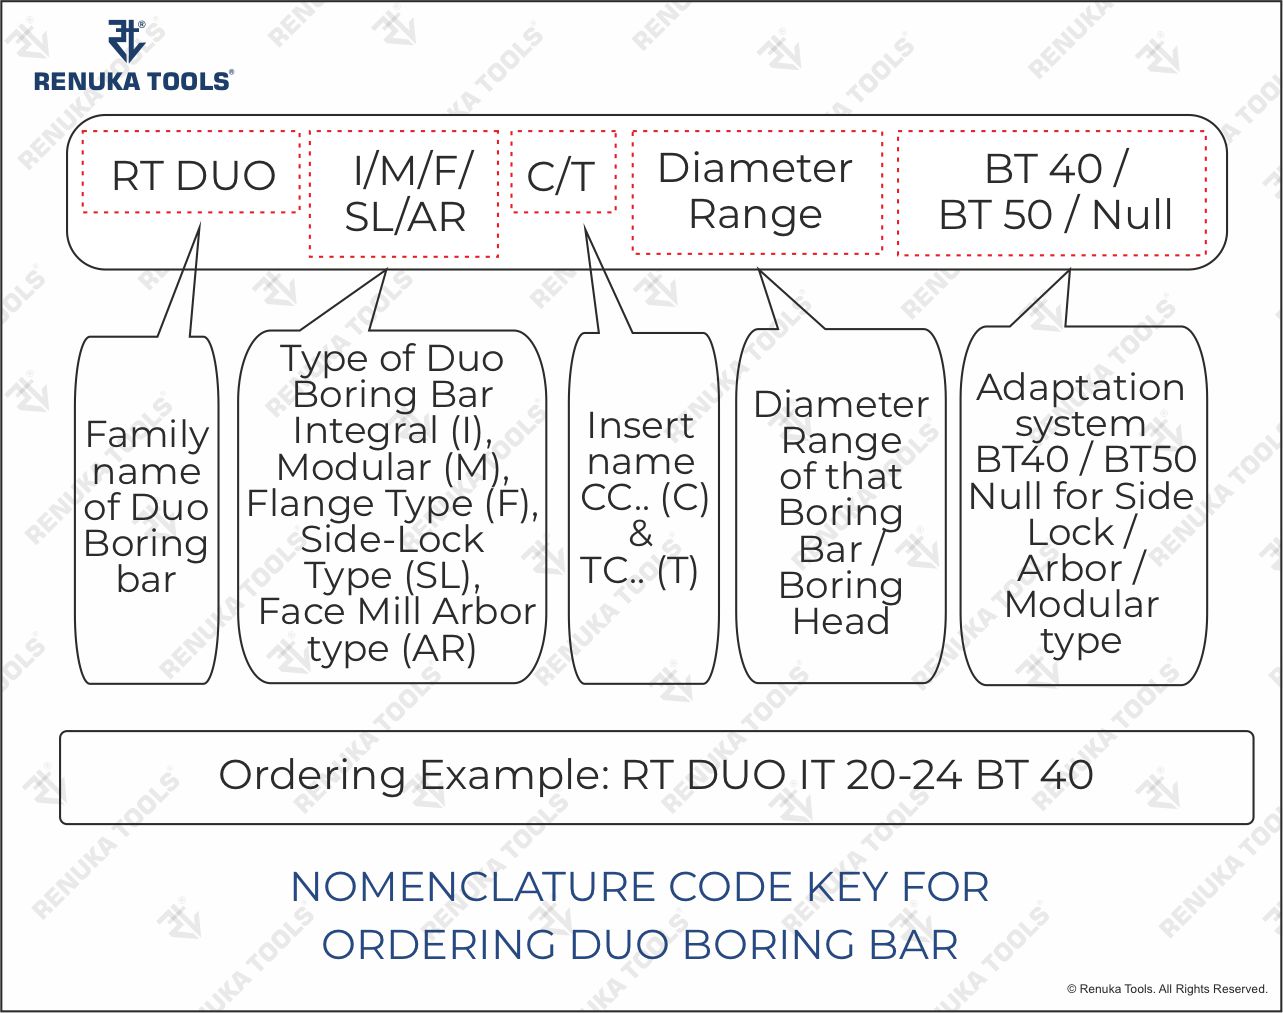 RENUKA TOOLS®
RT DUO
I/M/F/
SL/AR
C/T
Diameter
Range
BT 40 /
BT 50 / Null
Family
name
of Duo
Boring
bar
Type of Duo
Boring Bar
Integral (I),
Modular (M),
Flange Type (F),
Side-Lock
Type (SL),
Face Mill Arbor
type (AR)
Insert
name
CC.. (C)
&
TC.. (T)
Diameter
Range
of that
Boring
Bar /
Boring
Head
Adaptation
system
BT40 / BT50
Null for Side
Lock /
Arbor /
Modular
type
Ordering Example: RT DUO IT 20-24 BT 40
NOMENCLATURE CODE KEY FOR
ORDERING DUO BORING BAR
© Renuka Tools. All Rights Reserved.